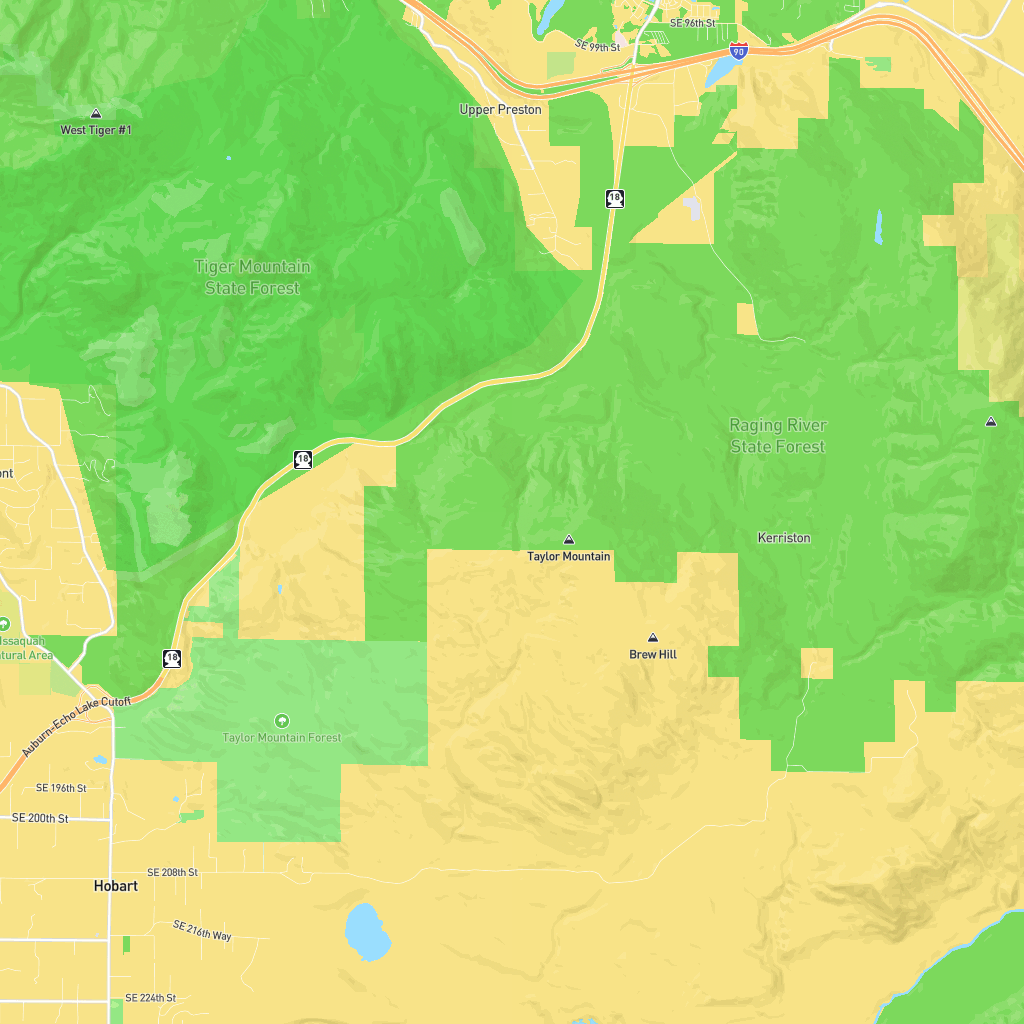 SE 96th St
SE 99th St
90
Upper Preston
West Tiger #1
18
Tiger Mountain
State Forest
Raging River
State Forest
18
ont
Kerriston
Taylor Mountain
Issaquah
atural Area
18
Brew Hill
Auburn-Echo Lake Cutoff
Taylor Mountain Forest
SE 196th St
SE 200th St
SE 208th St
Hobart
SE 216th Way
SE 224th St